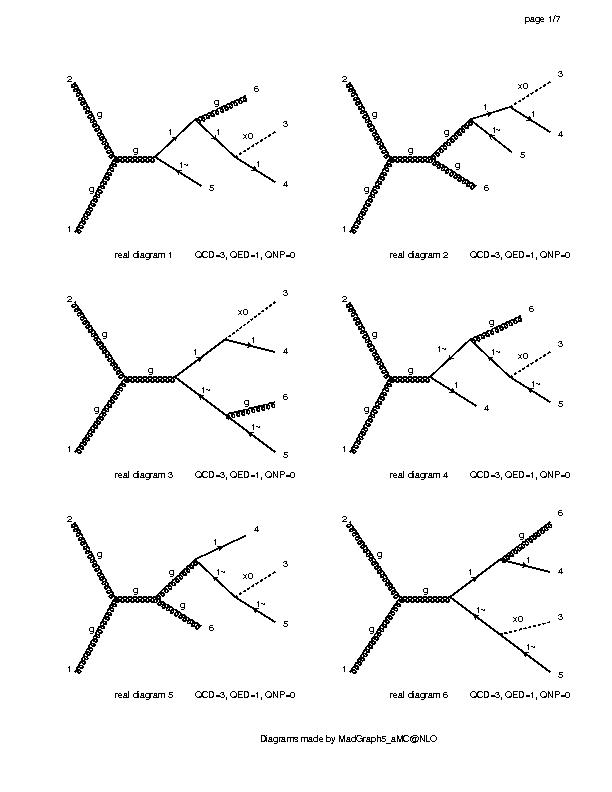 page 1/7
2 g g 1 g 1 g 6 1 x0 3 1 4 1~ 5
real diagram 1 QCD=3, QED=1, QNP=0
2 g g 1 g g 1 x0 3 1 4 1~ 5 g 6
real diagram 2 QCD=3, QED=1, QNP=0
2 g g 1 g 1 x0 3 1 4 1~ g 6 1~ 5
real diagram 3 QCD=3, QED=1, QNP=0
2 g g 1 g 1~ g 6 1~ x0 3 1~ 5 1 4
real diagram 4 QCD=3, QED=1, QNP=0
2 g g 1 g g 1 4 1~ x0 3 1~ 5 g 6
real diagram 5 QCD=3, QED=1, QNP=0
2 g g 1 g 1 g 6 1 4 1~ x0 3 1~ 5
real diagram 6 QCD=3, QED=1, QNP=0
Diagrams made by MadGraph5_aMC@NLO